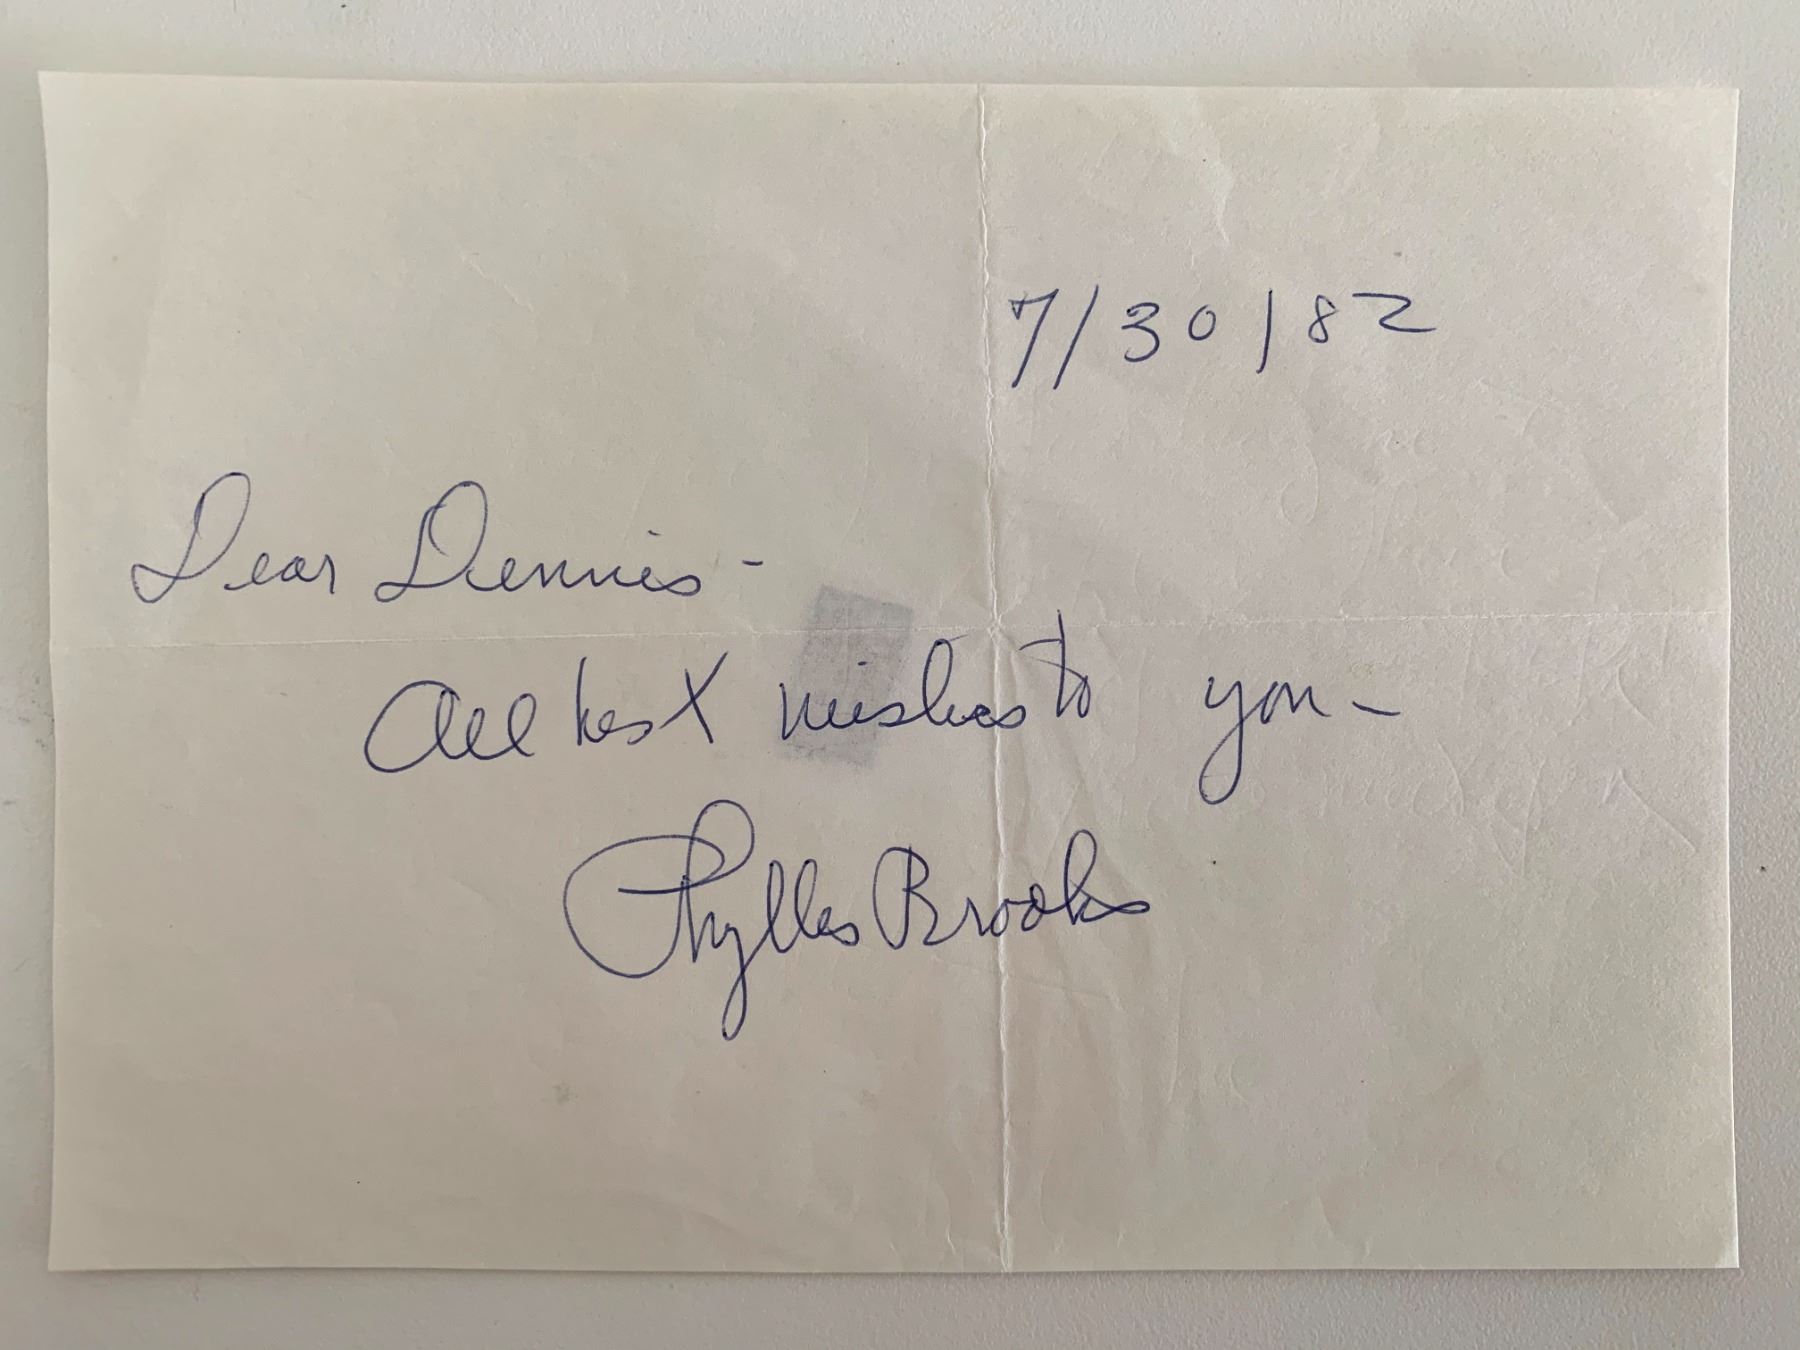 7/30/82
Dear Dennis -
All best wishes to you -
Phyllis Brooks